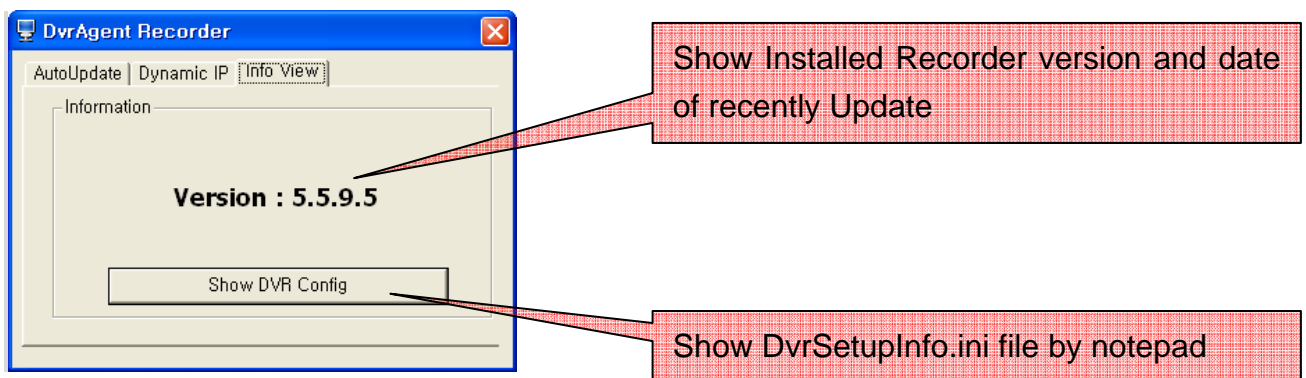 DvrAgent Recorder
AutoUpdate Dynamic IP Info View
Information
Version : 5.5.9.5
Show DVR Config
Show Installed Recorder version and date
of recently Update
Show DvrSetupInfo.ini file by notepad